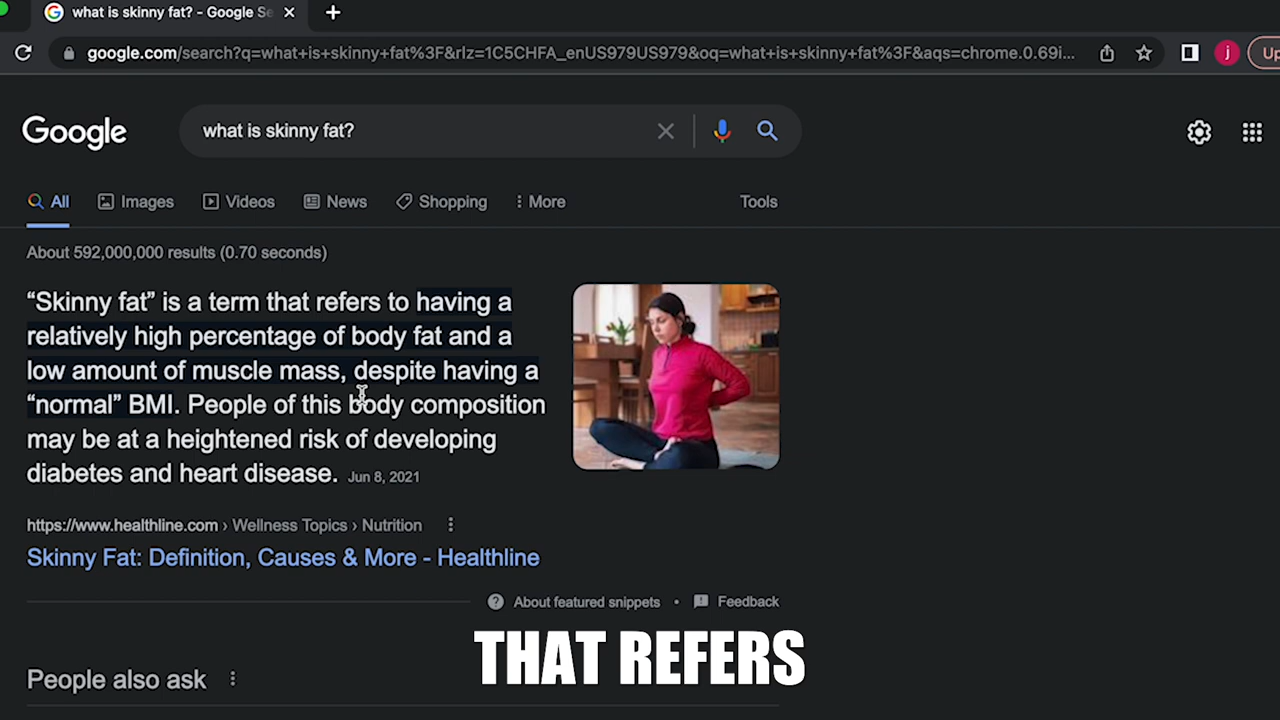 what is skinny fat? - Google Se
google.com/search?q=what+is+skinny+fat%3F&rlz=1C5CHFA_enUS979US979&oq=what+is+skinny+fat%3F&aqs=chrome.0.69i...
j
Up
Google
what is skinny fat?
All Images Videos News Shopping More Tools
About 592,000,000 results (0.70 seconds)
“Skinny fat” is a term that refers to having a
relatively high percentage of body fat and a
low amount of muscle mass, despite having a
“normal” BMI. People of this body composition
may be at a heightened risk of developing
diabetes and heart disease. Jun 8, 2021
https://www.healthline.com › Wellness Topics › Nutrition
Skinny Fat: Definition, Causes & More - Healthline
About featured snippets • Feedback
THAT REFERS
People also ask